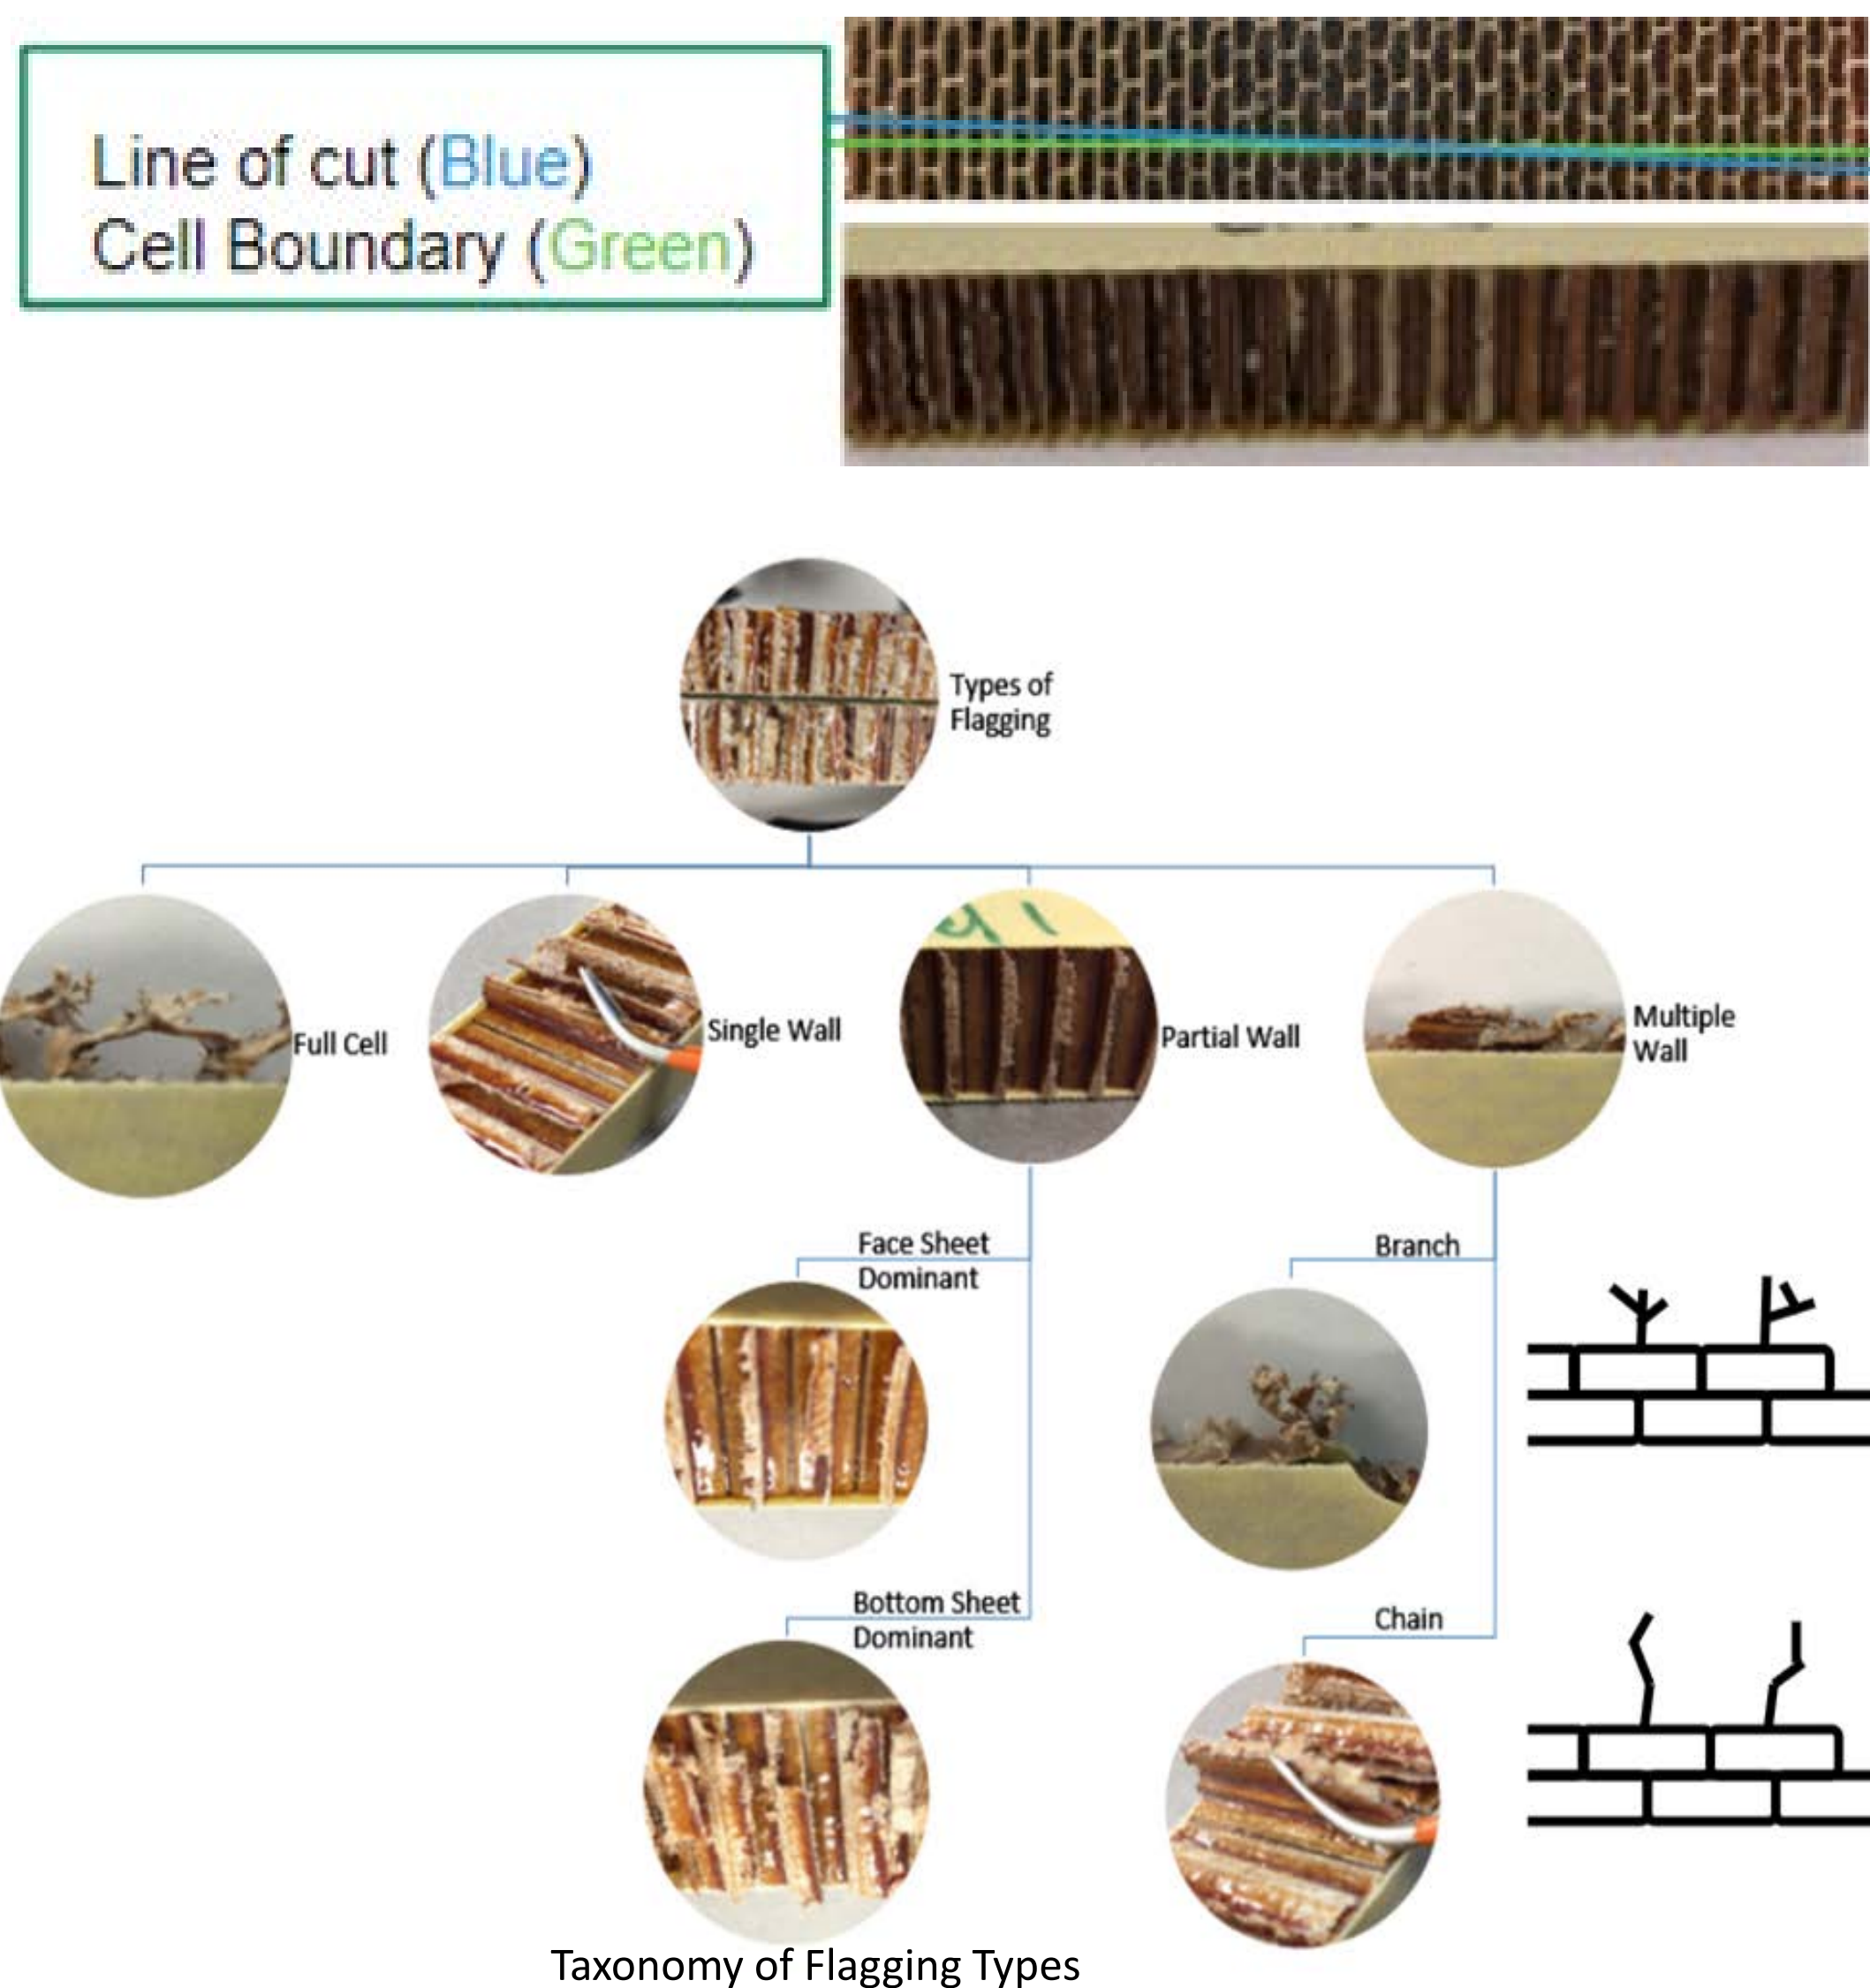 Line of cut (Blue)
Cell Boundary (Green)
Types of
Flagging
Full Cell
Single Wall
Partial Wall
Multiple
Wall
Face Sheet
Dominant
Branch
Bottom Sheet
Dominant
Chain
Taxonomy of Flagging Types